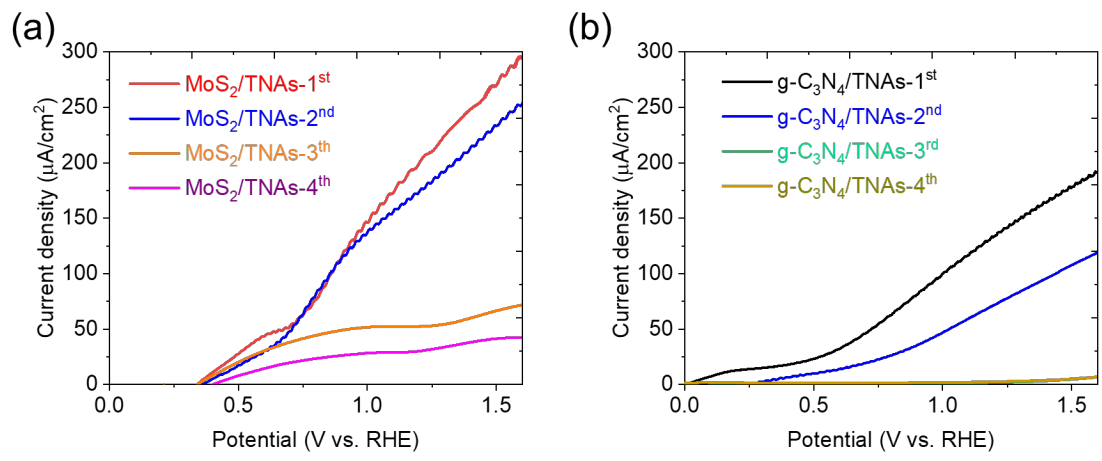 (a)
300
250
200
150
100
50
0
Current density (μA/cm²)
MoS₂/TNAs-1ˢᵗ
MoS₂/TNAs-2ⁿᵈ
MoS₂/TNAs-3ᵗʰ
MoS₂/TNAs-4ᵗʰ
0.0 0.5 1.0 1.5
Potential (V vs. RHE)
(b)
300
250
200
150
100
50
0
Current density (μA/cm²)
g-C₃N₄/TNAs-1ˢᵗ
g-C₃N₄/TNAs-2ⁿᵈ
g-C₃N₄/TNAs-3ʳᵈ
g-C₃N₄/TNAs-4ᵗʰ
0.0 0.5 1.0 1.5
Potential (V vs. RHE)